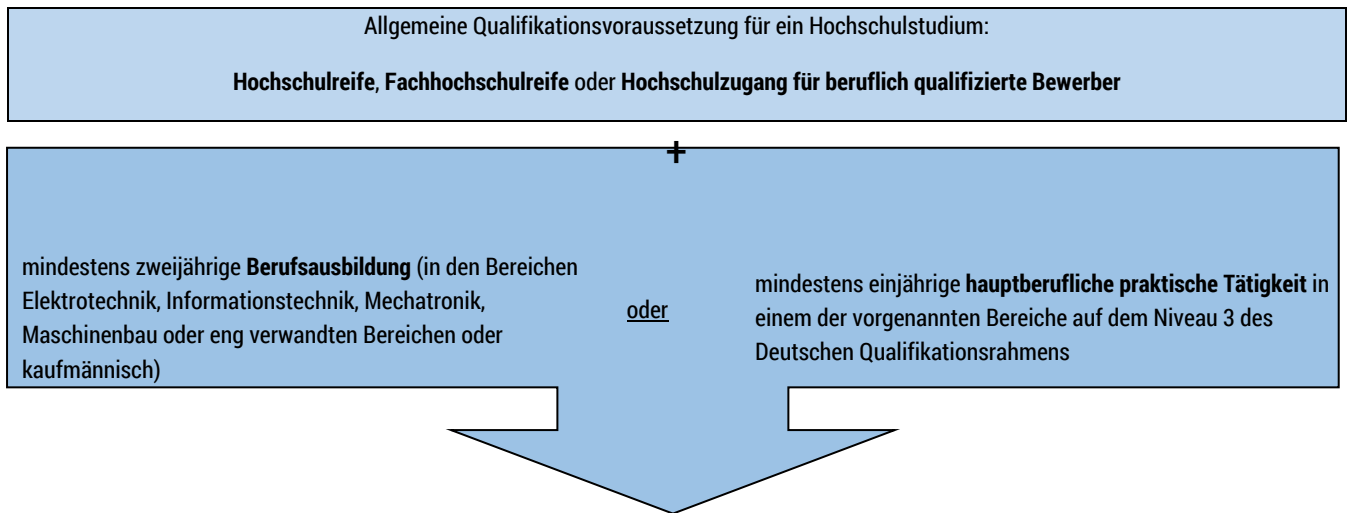 Allgemeine Qualifikationsvoraussetzung für ein Hochschulstudium:
Hochschulreife, Fachhochschulreife oder Hochschulzugang für beruflich qualifizierte Bewerber
+
mindestens zweijährige Berufsausbildung (in den Bereichen
Elektrotechnik, Informationstechnik, Mechatronik,
Maschinenbau oder eng verwandten Bereichen oder
kaufmännisch)
oder
mindestens einjährige hauptberufliche praktische Tätigkeit in
einem der vorgenannten Bereiche auf dem Niveau 3 des
Deutschen Qualifikationsrahmens